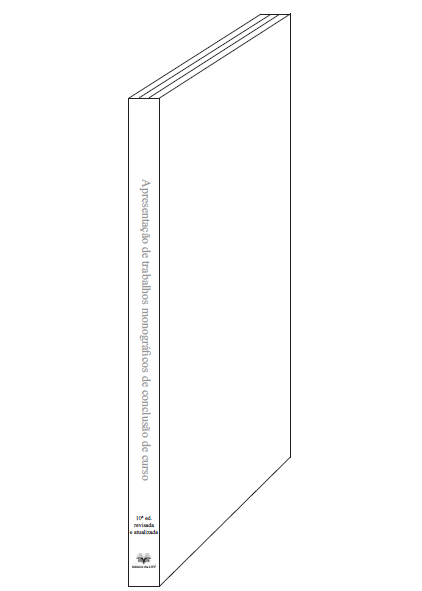 Apresentação de trabalhos monográficos de conclusão de curso
10ª ed.
revisada
e atualizada